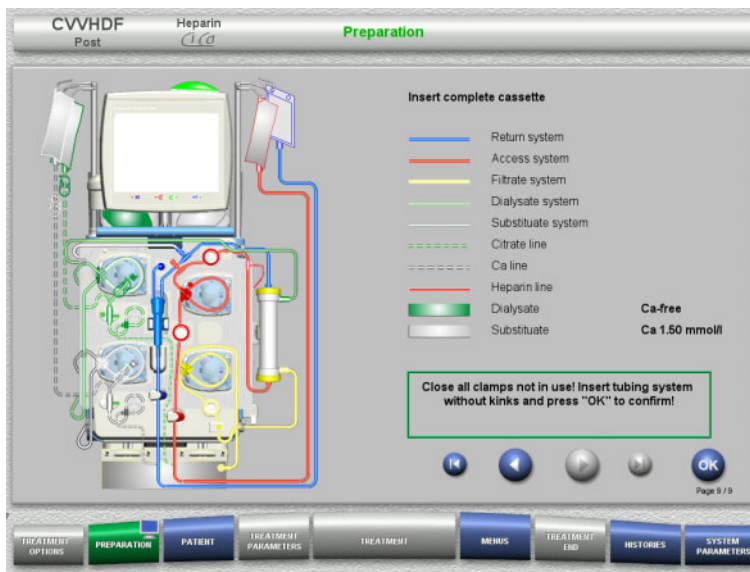 CVVHDF
Post
Heparin
CiCa
Preparation
Insert complete cassette
Return system
Access system
Filtrate system
Dialysate system
Substituate system
Citrate line
Ca line
Heparin line
Dialysate Ca-free
Substituate Ca 1.50 mmol/l
Close all clamps not in use! Insert tubing system
without kinks and press "OK" to confirm!
OK
Page 9 / 9
TREATMENT
OPTIONS
PREPARATION
PATIENT
TREATMENT
PARAMETERS
TREATMENT
MENUS
TREATMENT
END
HISTORIES
SYSTEM
PARAMETERS